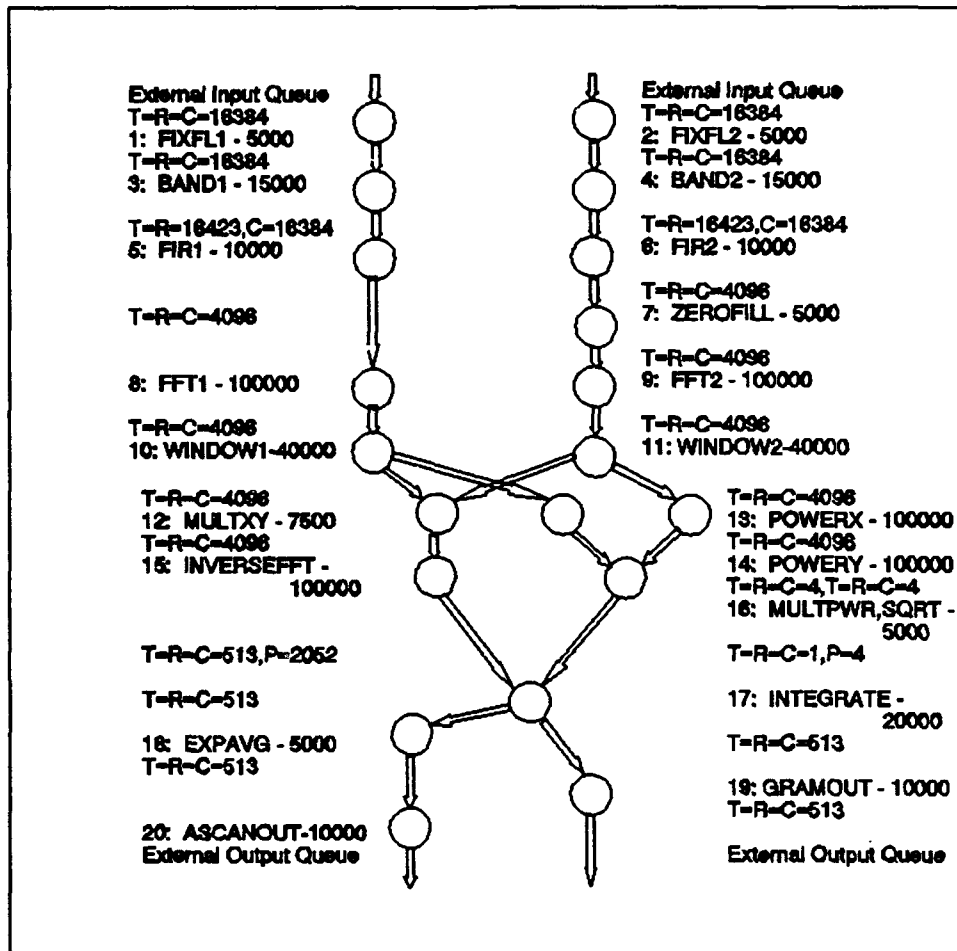 External Input Queue
T=R=C=16384
1: FIXFL1 - 5000
T=R=C=16384
3: BAND1 - 15000
T=R=16423,C=16384
5: FIR1 - 10000
T=R=C=4096
8: FFT1 - 100000
T=R=C=4096
10: WINDOW1-40000
T=R=C=4096
12: MULTXY - 7500
T=R=C=4096
15: INVERSEFFT -
100000
T=R=C=513,P=2052
T=R=C=513
18: EXPAVG - 5000
T=R=C=513
20: ASCANOUT-10000
External Output Queue
External Input Queue
T=R=C=16384
2: FIXFL2 - 5000
T=R=C=16384
4: BAND2 - 15000
T=R=16423,C=16384
6: FIR2 - 10000
T=R=C=4096
7: ZEROFILL - 5000
T=R=C=4096
9: FFT2 - 100000
T=R=C=4096
11: WINDOW2-40000
T=R=C=4096
13: POWERX - 100000
T=R=C=4096
14: POWERY - 100000
T=R=C=4,T=R=C=4
16: MULTPWR,SQRT -
5000
T=R=C=1,P=4
17: INTEGRATE -
20000
T=R=C=513
19: GRAMOUT - 10000
T=R=C=513
External Output Queue